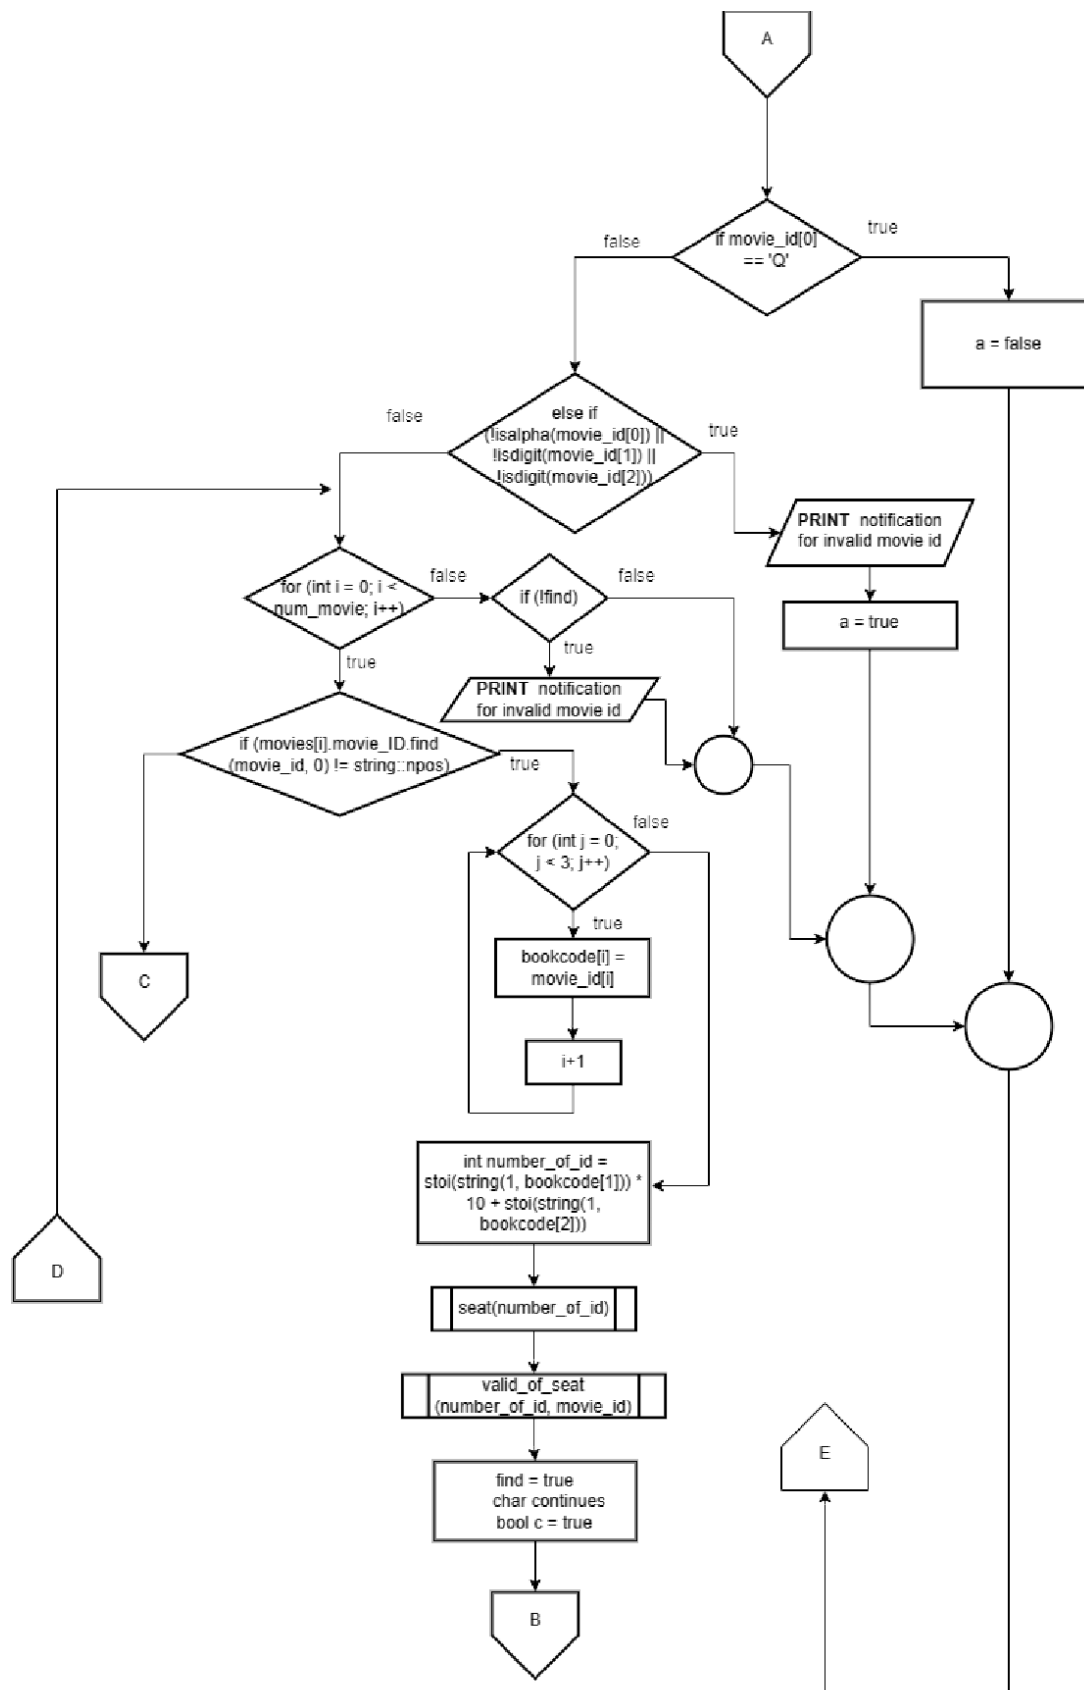 A
if movie_id[0]
== 'Q'
false
true
a = false
else if
(!isalpha(movie_id[0]) ||
!isdigit(movie_id[1]) ||
!isdigit(movie_id[2]))
false
true
PRINT notification
for invalid movie id
a = true
for (int i = 0; i <
num_movie; i++)
false
true
if (!find)
false
true
PRINT notification
for invalid movie id
if (movies[i].movie_ID.find
(movie_id, 0) != string::npos)
true
C
for (int j = 0;
j < 3; j++)
false
true
bookcode[i] =
movie_id[i]
i+1
int number_of_id =
stoi(string(1, bookcode[1])) *
10 + stoi(string(1,
bookcode[2]))
D
seat(number_of_id)
valid_of_seat
(number_of_id, movie_id)
find = true
char continues
bool c = true
E
B